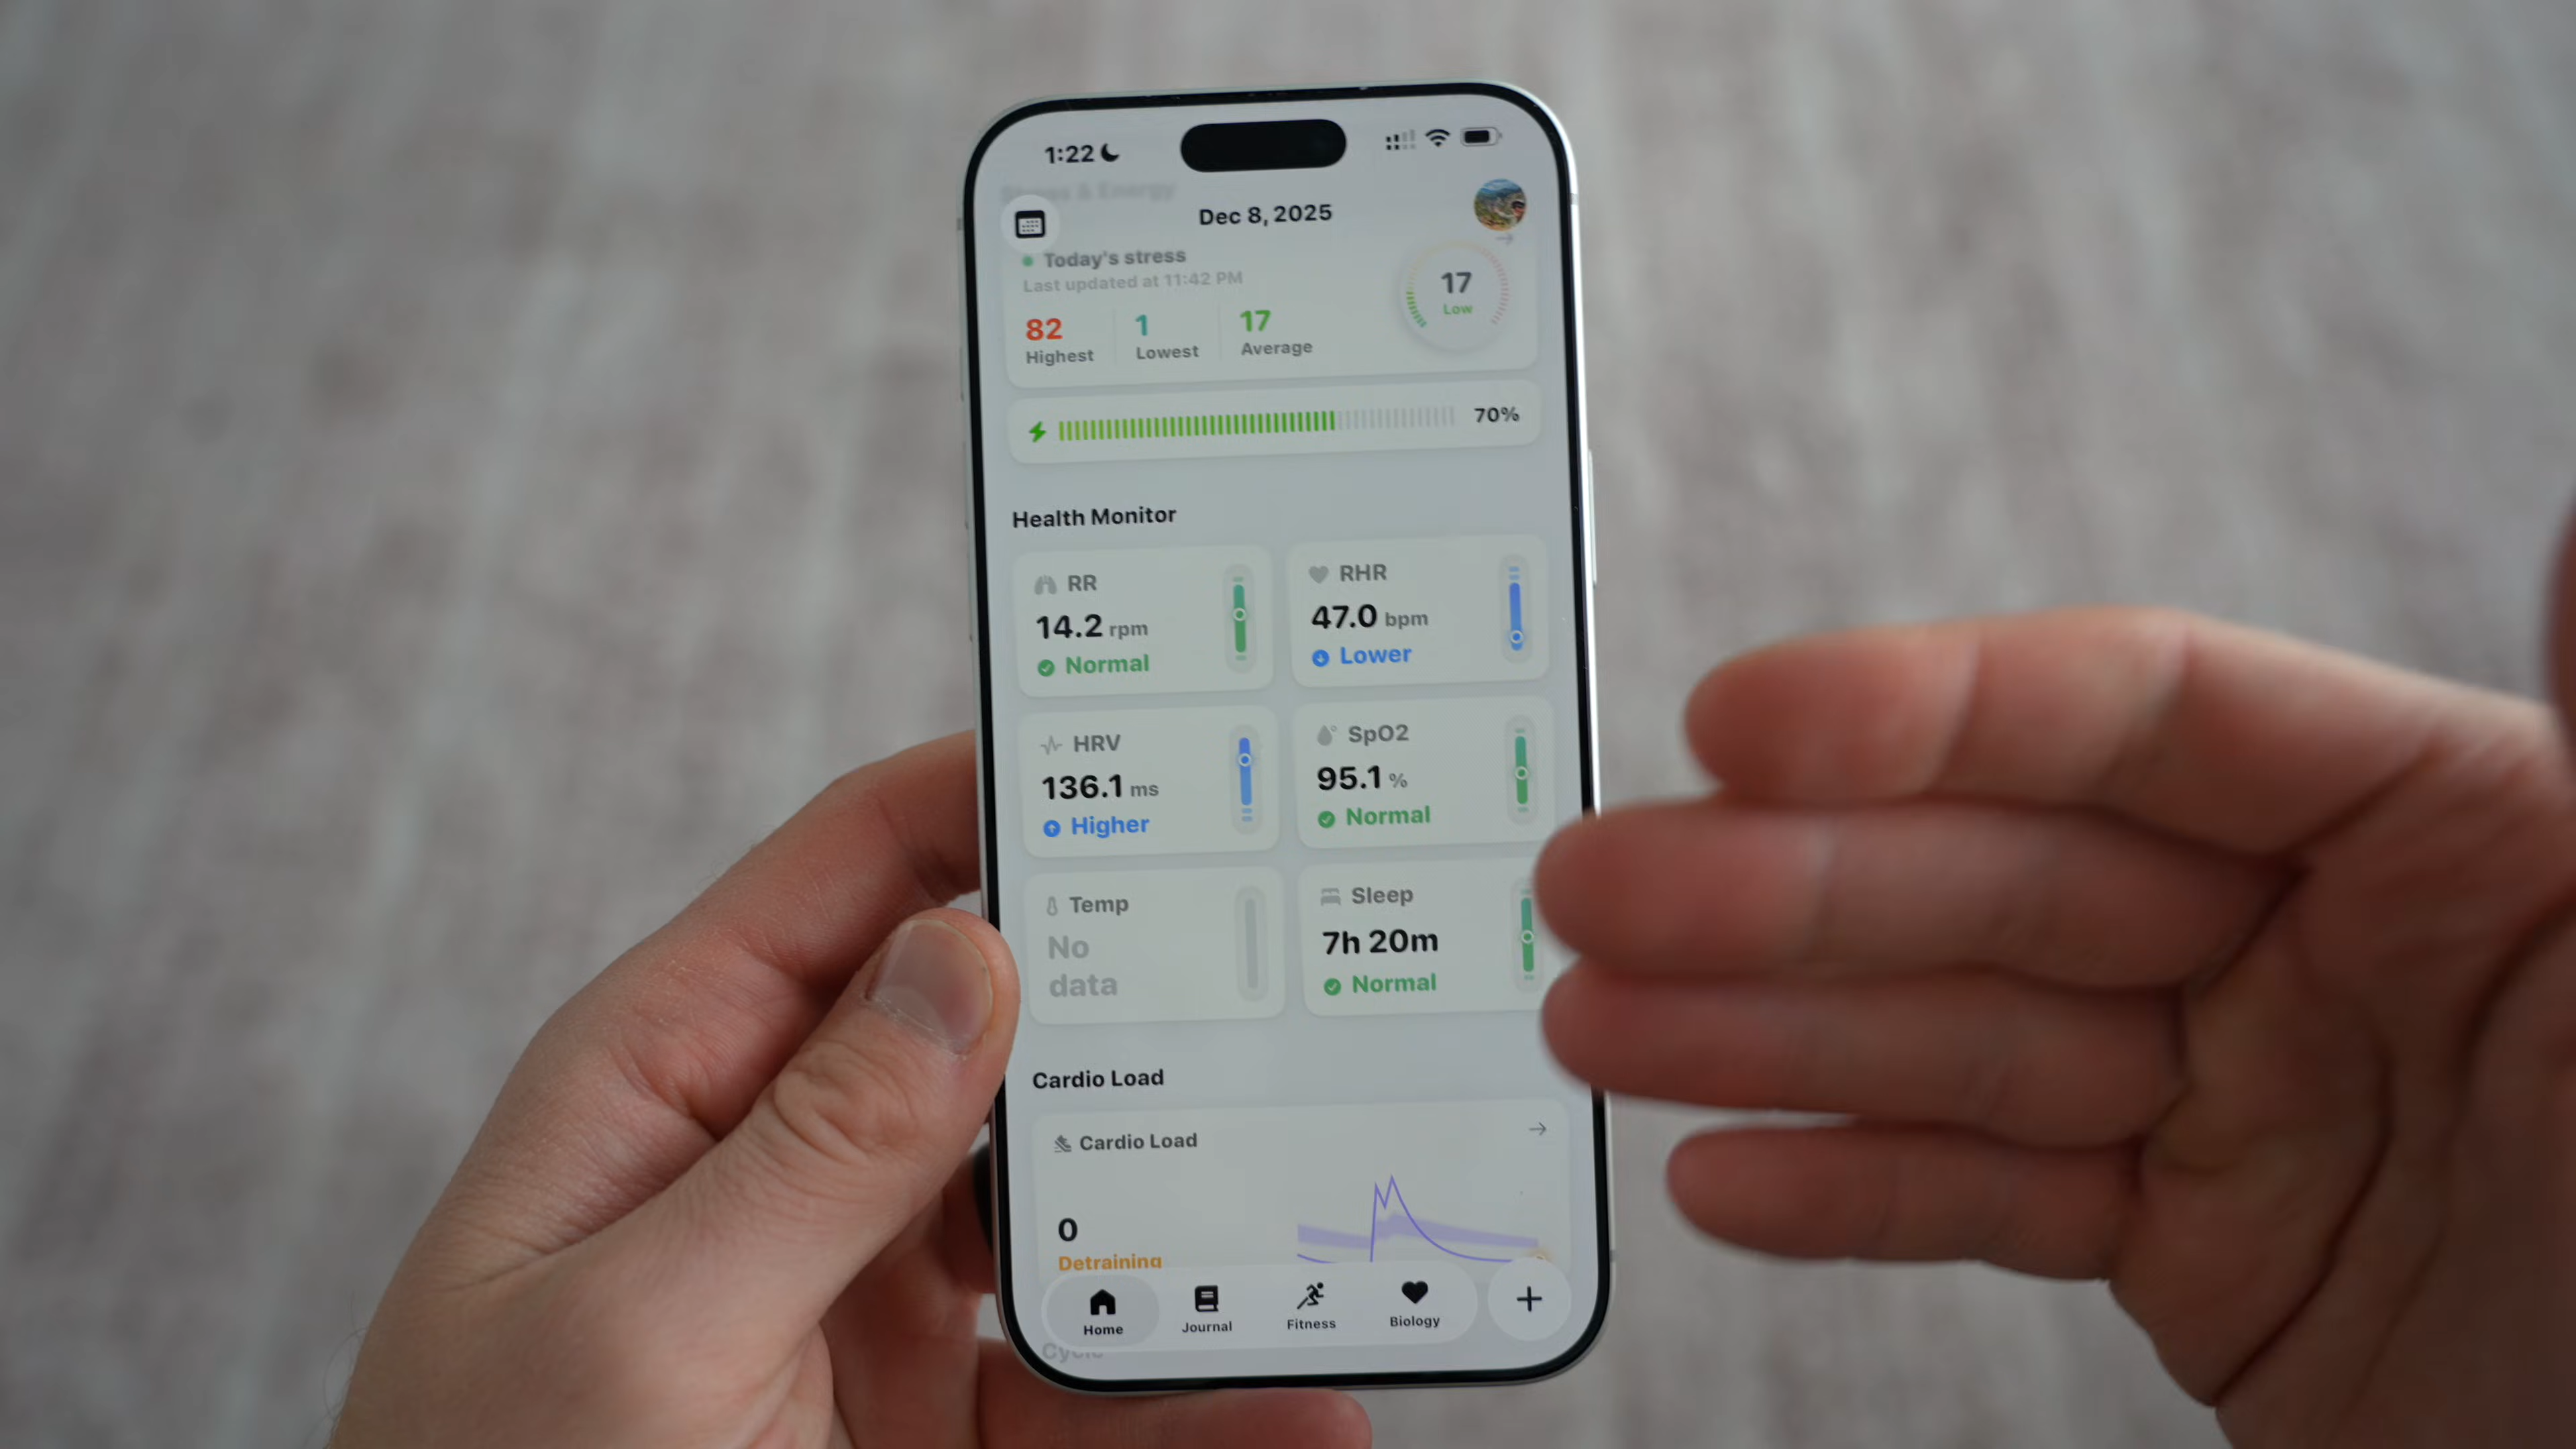 1:22
Stress & Energy
Dec 8, 2025
Today's stress
Last updated at 11:42 PM
82
Highest
1
Lowest
17
Average
17
Low
70%
Health Monitor
RR
14.2 rpm
Normal
RHR
47.0 bpm
Lower
HRV
136.1 ms
Higher
SpO2
95.1 %
Normal
Temp
No
data
Sleep
7h 20m
Normal
Cardio Load
Cardio Load
0
Detraining
Home
Journal
Fitness
Biology
Cycle